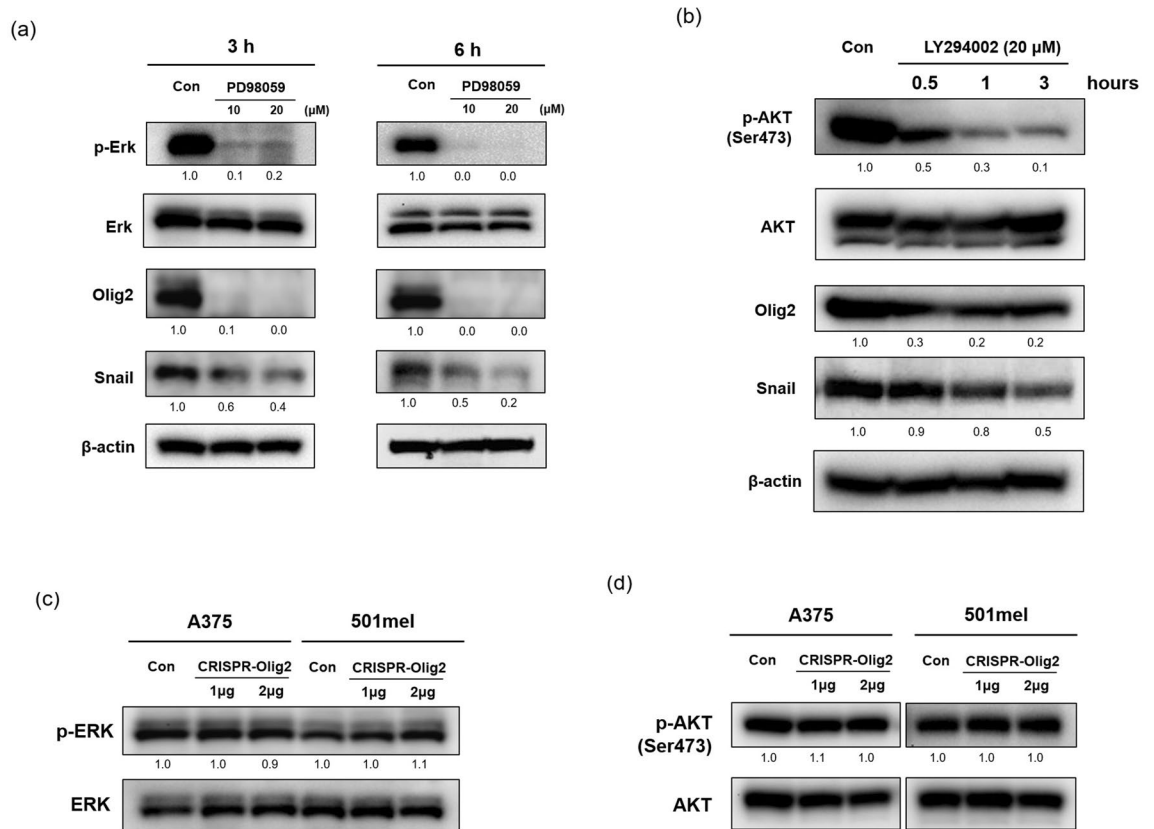 (a)
3 h
6 h
Con
PD98059
10
20
(μM)
Con
PD98059
10
20
(μM)
p-Erk
1.0 0.1 0.2
1.0 0.0 0.0
Erk
Olig2
1.0 0.1 0.0
1.0 0.0 0.0
Snail
1.0 0.6 0.4
1.0 0.5 0.2
β-actin
(b)
Con
LY294002 (20 μM)
0.5 1 3 hours
p-AKT
(Ser473)
1.0 0.5 0.3 0.1
AKT
Olig2
1.0 0.3 0.2 0.2
Snail
1.0 0.9 0.8 0.5
β-actin
(c)
A375 501mel
Con CRISPR-Olig2 Con CRISPR-Olig2
1μg 2μg 1μg 2μg
p-ERK
1.0 1.0 0.9 1.0 1.0 1.1
ERK
(d)
A375 501mel
Con CRISPR-Olig2 Con CRISPR-Olig2
1μg 2μg 1μg 2μg
p-AKT
(Ser473)
1.0 1.1 1.0 1.0 1.0 1.0
AKT